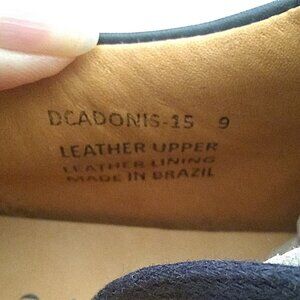 DCADONIS-15 9
LEATHER UPPER
LEATHER LINING
MADE IN BRAZIL